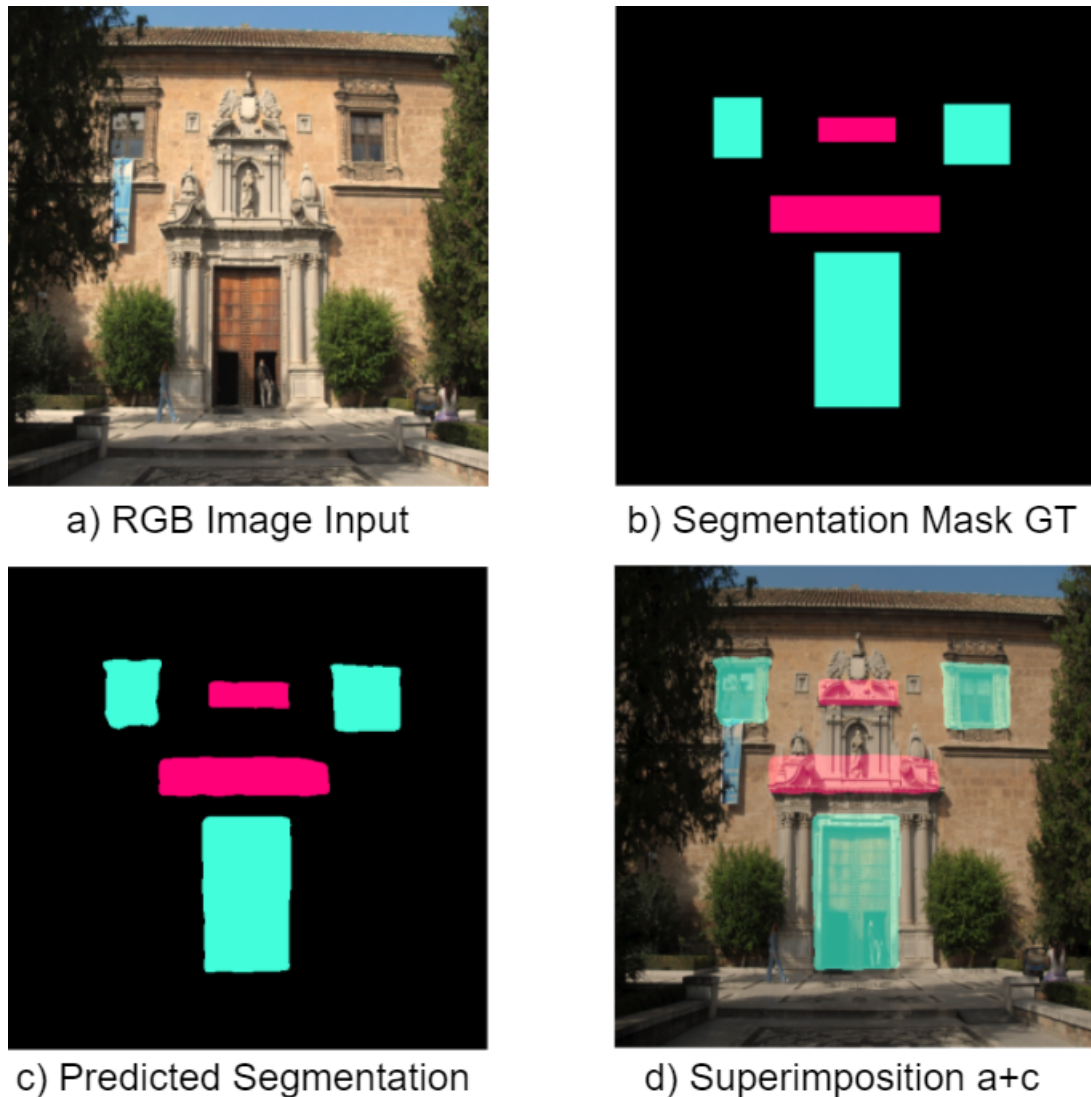 a) RGB Image Input
b) Segmentation Mask GT
c) Predicted Segmentation
d) Superimposition a+c